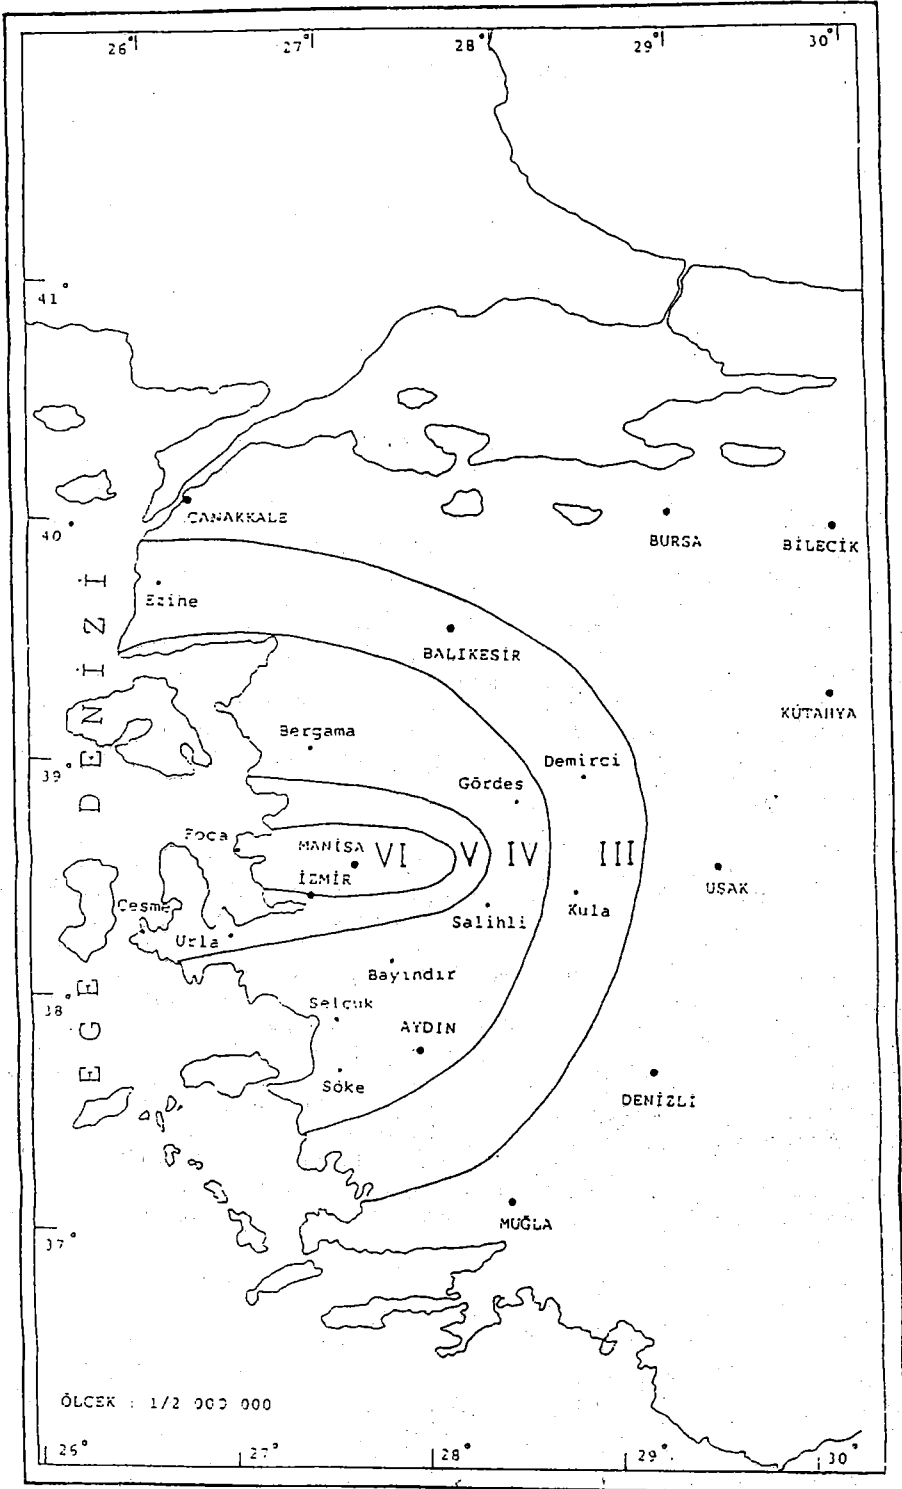 26° 27° 28° 29° 30°
41°
ÇANAKKALE
40°
BURSA
BİLECİK
Ezine
BALIKESİR
KÜTAHYA
Bergama
39°
Demirci
Gördes
Foça
MANİSA
VI V IV III
İZMİR
UŞAK
Çeşme
Kula
Salihli
Urla
Bayındır
38°
Selçuk
AYDIN
Söke
DENİZLİ
MUĞLA
37°
EGE DENİZİ
ÖLÇEK : 1/2 000 000
26° 27° 28° 29° 30°